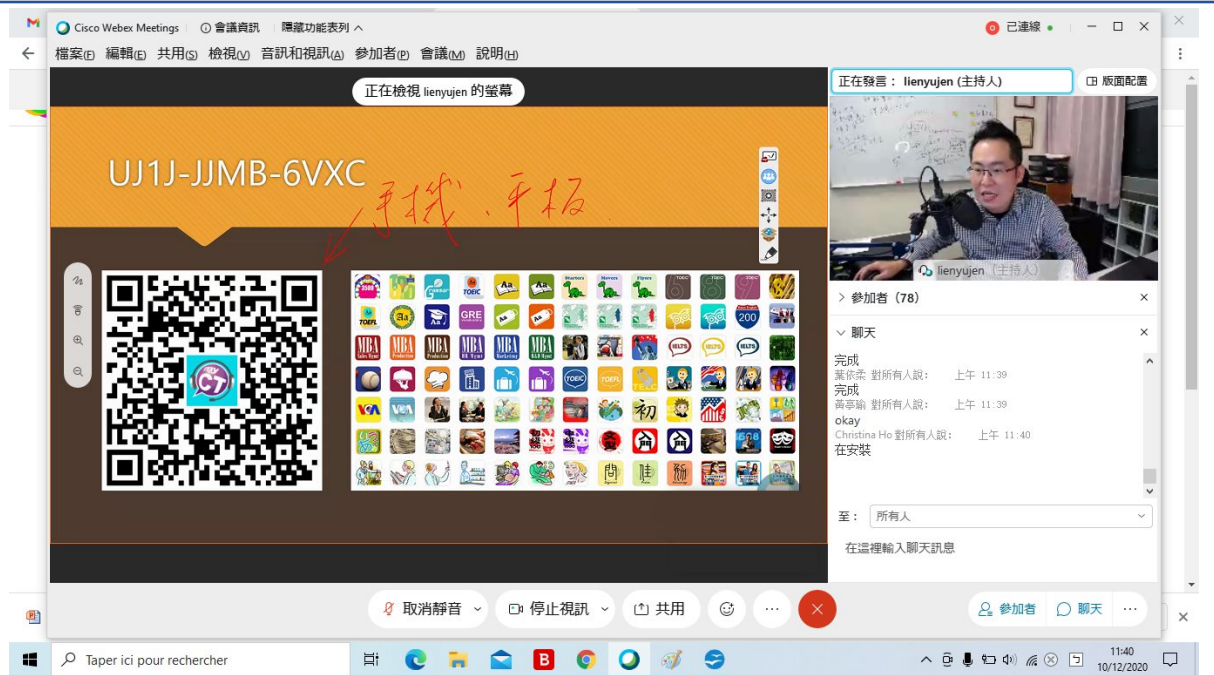 Cisco Webex Meetings
會議資訊
隱藏功能表列
已連線
檔案(F) 編輯(E) 共用(S) 檢視(V) 音訊和視訊(A) 參加者(P) 會議(M) 說明(H)
正在檢視 lienyujen 的螢幕
正在發言： lienyujen (主持人)
版面配置
UJ1J-JJMB-6VXC
手機、平板
lienyujen (主持人)
參加者 (78)
聊天
完成
葉依柔 對所有人說： 上午 11:39
完成
黃亭瑜 對所有人說： 上午 11:39
okay
Christina Ho 對所有人說： 上午 11:40
在安裝
至： 所有人
在這裡輸入聊天訊息
取消靜音
停止視訊
共用
參加者
聊天
Taper ici pour rechercher
11:40
10/12/2020